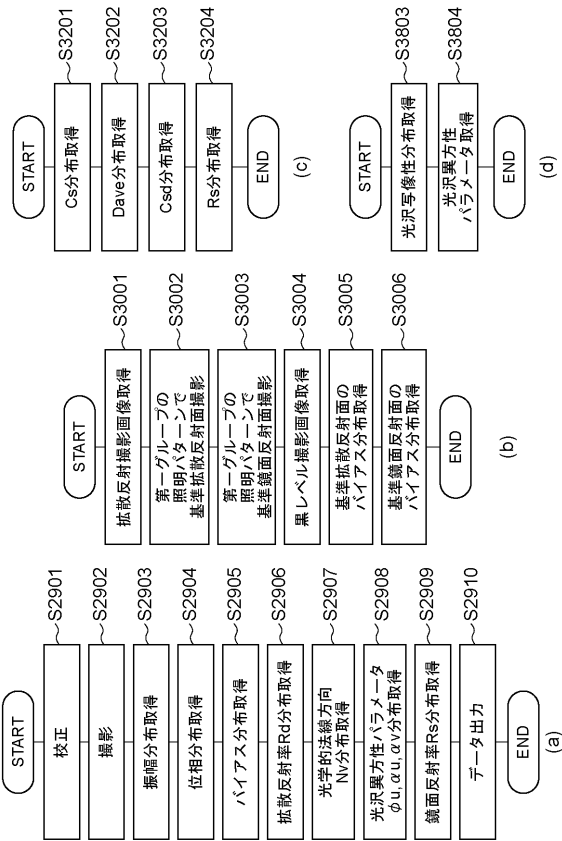 START
校正
S2901
撮影
S2902
振幅分布取得
S2903
位相分布取得
S2904
バイアス分布取得
S2905
拡散反射率Rd分布取得
S2906
光学的法線方向
Nv分布取得
S2907
光沢異方性パラメータ
φu,αu,αv分布取得
S2908
鏡面反射率Rs分布取得
S2909
データ出力
S2910
END
(a)
START
拡散反射撮影画像取得
S3001
第一グループの
照明パターンで
基準拡散反射面撮影
S3002
第一グループの
照明パターンで
基準鏡面反射面撮影
S3003
黒レベル撮影画像取得
S3004
基準拡散反射面の
バイアス分布取得
S3005
基準鏡面反射面の
バイアス分布取得
S3006
END
(b)
START
Cs分布取得
S3201
Dave分布取得
S3202
Csd分布取得
S3203
Rs分布取得
S3204
END
(c)
START
光沢写像性分布取得
S3803
光沢異方性
パラメータ取得
S3804
END
(d)